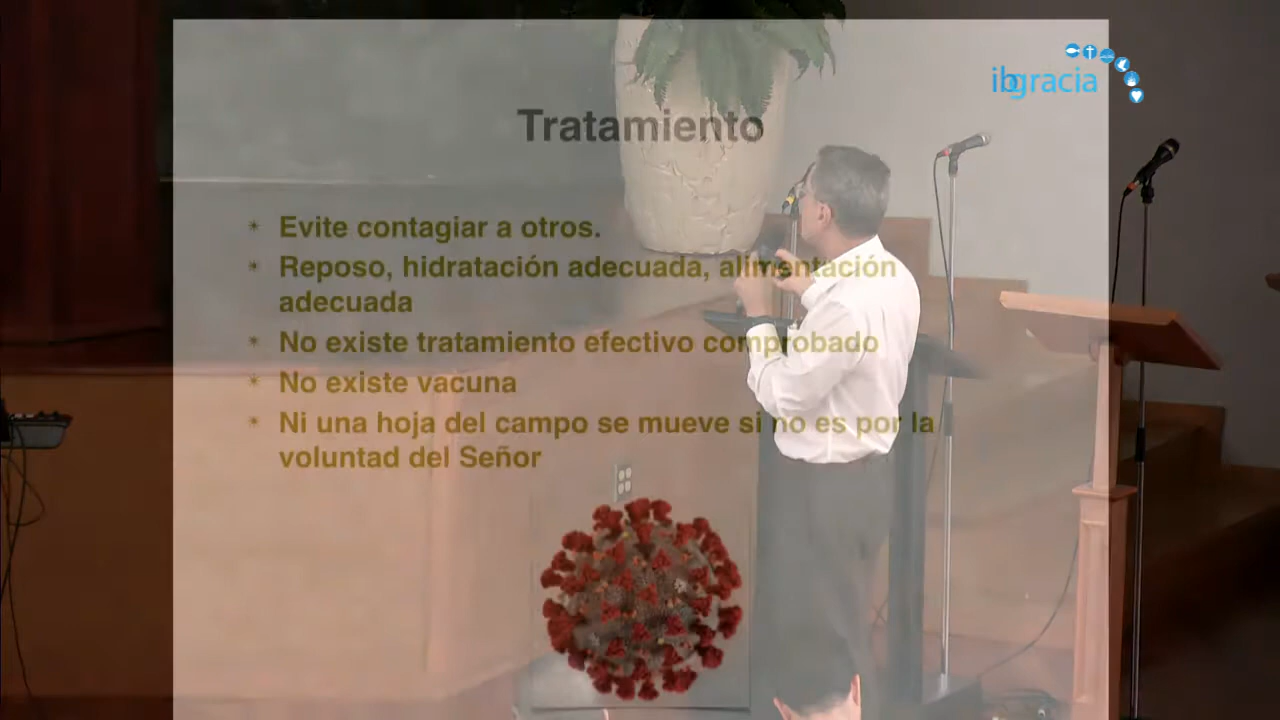 ibgracia
Tratamiento
* Evite contagiar a otros.
* Reposo, hidratación adecuada, alimentación
adecuada
* No existe tratamiento efectivo comprobado
* No existe vacuna
* Ni una hoja del campo se mueve si no es por la
voluntad del Señor